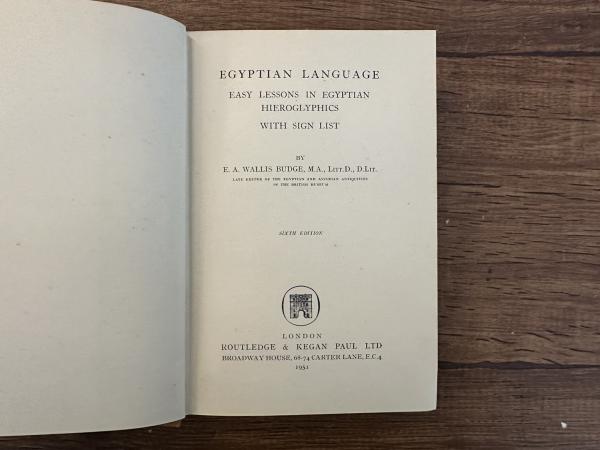 EGYPTIAN LANGUAGE
EASY LESSONS IN EGYPTIAN
HIEROGLYPHICS
WITH SIGN LIST
BY
E. A. WALLIS BUDGE, M.A., LITT.D., D.LIT.
LATE KEEPER OF THE EGYPTIAN AND ASSYRIAN ANTIQUITIES
OF THE BRITISH MUSEUM
SIXTH EDITION
LONDON
ROUTLEDGE & KEGAN PAUL LTD
BROADWAY HOUSE, 68-74 CARTER LANE, E.C.4
1951